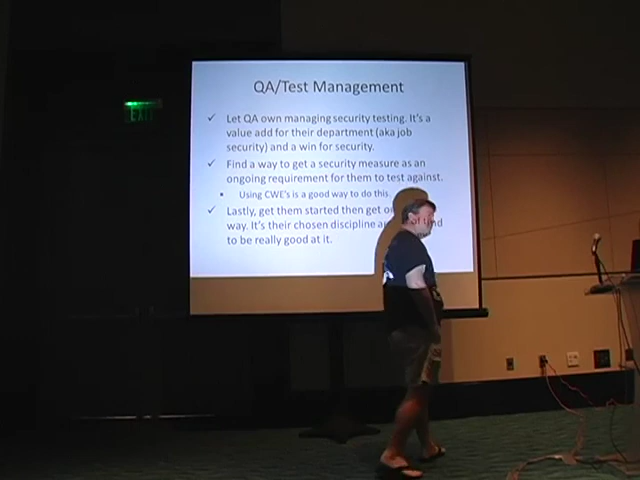 EXIT
QA/Test Management
✓ Let QA own managing security testing. It's a
value add for their department (aka job
security) and a win for security.
✓ Find a way to get a security measure as an
ongoing requirement for them to test against.
▪ Using CWE's is a good way to do this.
✓ Lastly, get them started then get
way. It's their chosen discipline
to be really good at it.